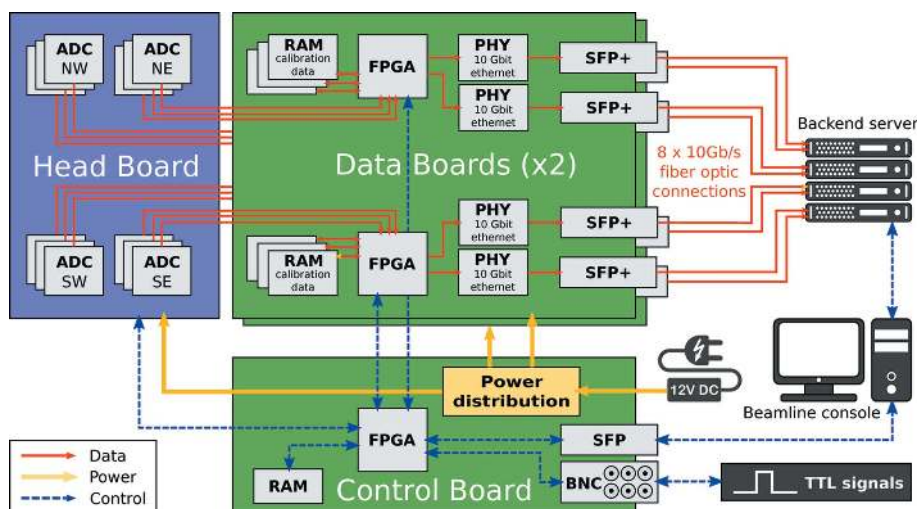 ADC
NW
ADC
NE
RAM
calibration
data
FPGA
PHY
10 Gbit
ethernet
SFP+
PHY
10 Gbit
ethernet
SFP+
Backend server
Head Board
Data Boards (x2)
8 x 10Gb/s
fiber optic
connections
ADC
SW
ADC
SE
RAM
calibration
data
FPGA
PHY
10 Gbit
ethernet
SFP+
PHY
10 Gbit
ethernet
SFP+
Power
distribution
12V DC
Beamline console
FPGA
SFP
RAM
Control Board
BNC
TTL signals
Data
Power
Control